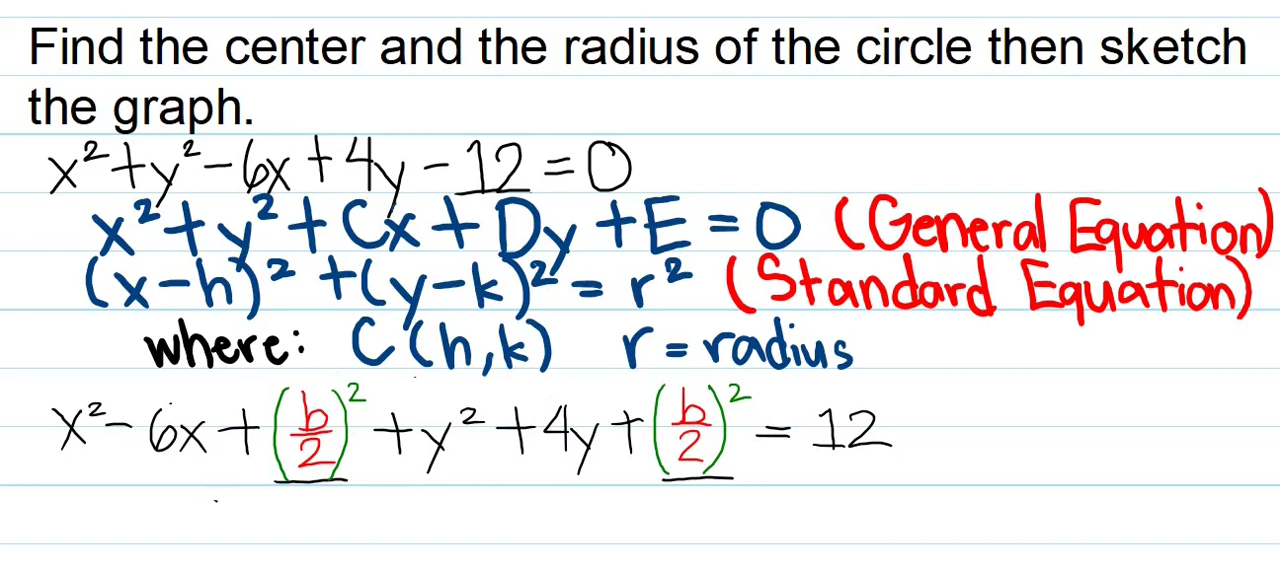 Find the center and the radius of the circle then sketch
the graph.
x² + y² - 6x + 4y - 12 = 0
x² + y² + Cx + Dy + E = 0 (General Equation)
(x-h)² + (y-k)² = r² (Standard Equation)
where: C(h,k) r = radius
x² - 6x + (b/2)² + y² + 4y + (b/2)² = 12